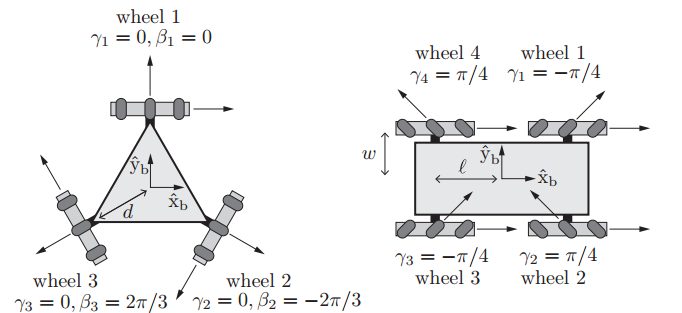 wheel 1
γ₁ = 0, β₁ = 0
ŷb
x̂b
d
wheel 3
γ₃ = 0, β₃ = 2π/3
wheel 2
γ₂ = 0, β₂ = −2π/3
wheel 4
γ₄ = π/4
wheel 1
γ₁ = −π/4
w
ℓ
ŷb
x̂b
γ₃ = −π/4
wheel 3
γ₂ = π/4
wheel 2